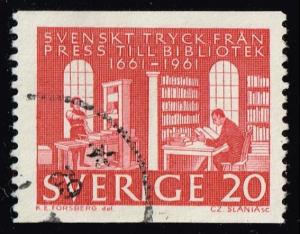 SVENSKT TRYCK FRÅN
PRESS TILL BIBLIOTEK
1661-1961
SVERIGE 20
K.E. FORSBERG del. CZ. SLANIA sc.